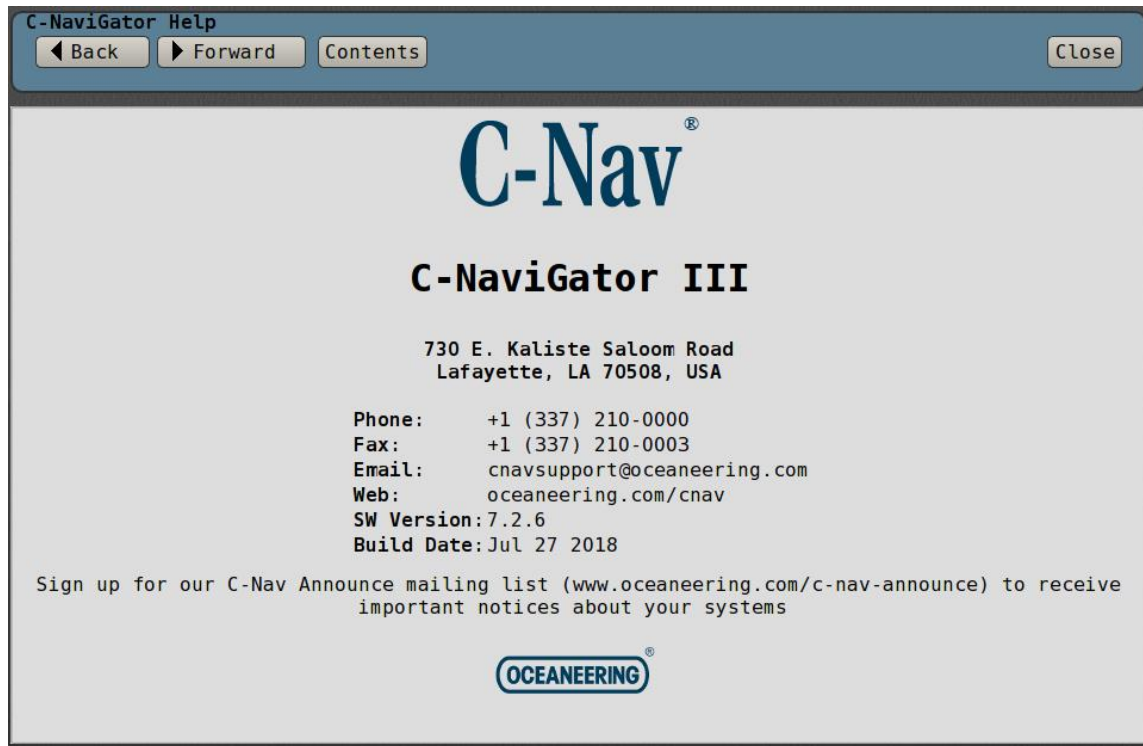 C-NaviGator Help
Back Forward Contents Close
C-Nav®
C-NaviGator III
730 E. Kaliste Saloom Road
Lafayette, LA 70508, USA
Phone: +1 (337) 210-0000
Fax: +1 (337) 210-0003
Email: cnavsupport@oceaneering.com
Web: oceaneering.com/cnav
SW Version: 7.2.6
Build Date: Jul 27 2018
Sign up for our C-Nav Announce mailing list (www.oceaneering.com/c-nav-announce) to receive
important notices about your systems
OCEANEERING®